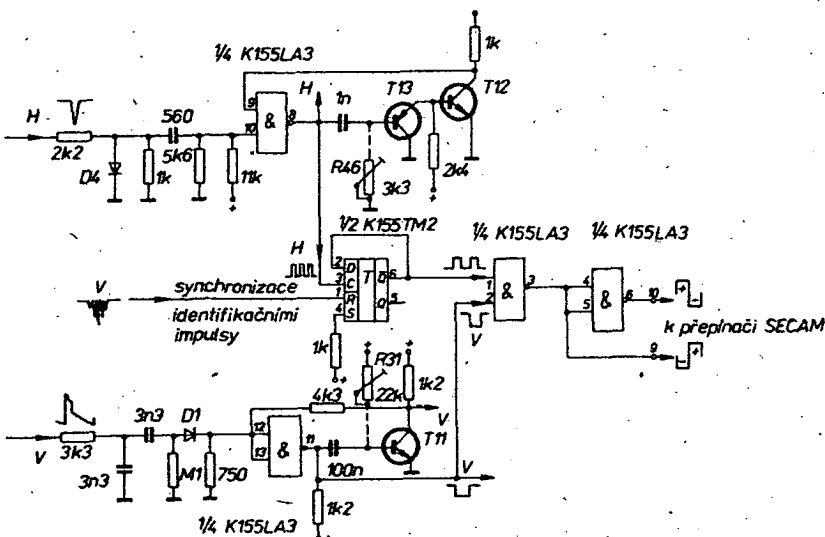 1k
¼ K155LA3
H
T13
T12
H
560
9
&
8
1n
10
2k2
D4
1k
5k6
11k
+
R46
3k3
2k4
+
½ K155TM2
¼ K155LA3
¼ K155LA3
H
2 D T Q̅ 6
3 C
1 R Q 5
4 S
V
synchronizace
identifikačními
impulsy
1
2
&
3
4
5
&
6
10
+ -
k přepínači SECAM
V
9
- +
1k
+
+
R31
22k
+
1k2
4k3
V
3n3
D1
12
13
&
11
T11
V
3k3
3n3
M1
750
100n
V
V
1k2
¼ K155LA3